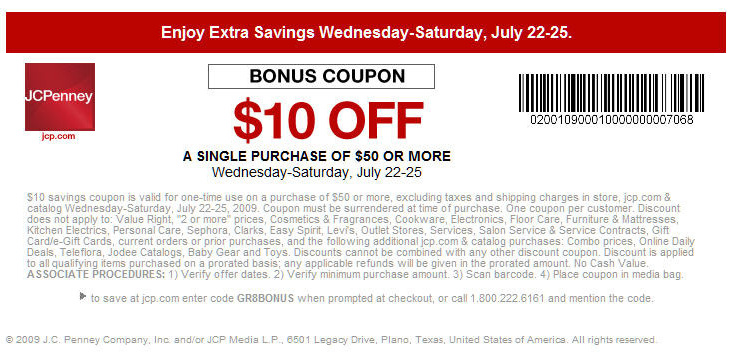 Enjoy Extra Savings Wednesday-Saturday, July 22-25.
JCPenney
jcp.com
BONUS COUPON
$10 OFF
A SINGLE PURCHASE OF $50 OR MORE
Wednesday-Saturday, July 22-25
02001090001000000007068
$10 savings coupon is valid for one-time use on a purchase of $50 or more, excluding taxes and shipping charges in store, jcp.com &
catalog Wednesday-Saturday, July 22-25, 2009. Coupon must be surrendered at time of purchase. One coupon per customer. Discount
does not apply to: Value Right, "2 or more" prices, Cosmetics & Fragrances, Cookware, Electronics, Floor Care, Furniture & Mattresses,
Kitchen Electrics, Personal Care, Sephora, Clarks, Easy Spirit, Levi's, Outlet Stores, Services, Salon Service & Service Contracts, Gift
Card/e-Gift Cards, current orders or prior purchases, and the following additional jcp.com & catalog purchases: Combo prices, Online Daily
Deals, Teleflora, Jodee Catalogs, Baby Gear and Toys. Discounts cannot be combined with any other discount coupon. Discount is applied
to all qualifying items purchased on a prorated basis; any applicable refunds will be given in the prorated amount. No Cash Value.
ASSOCIATE PROCEDURES: 1) Verify offer dates. 2) Verify minimum purchase amount. 3) Scan barcode. 4) Place coupon in media bag.
to save at jcp.com enter code GR8BONUS when prompted at checkout, or call 1.800.222.6161 and mention the code.
© 2009 J.C. Penney Company, Inc. and/or JCP Media L.P., 6501 Legacy Drive, Plano, Texas, United States of America. All rights reserved.